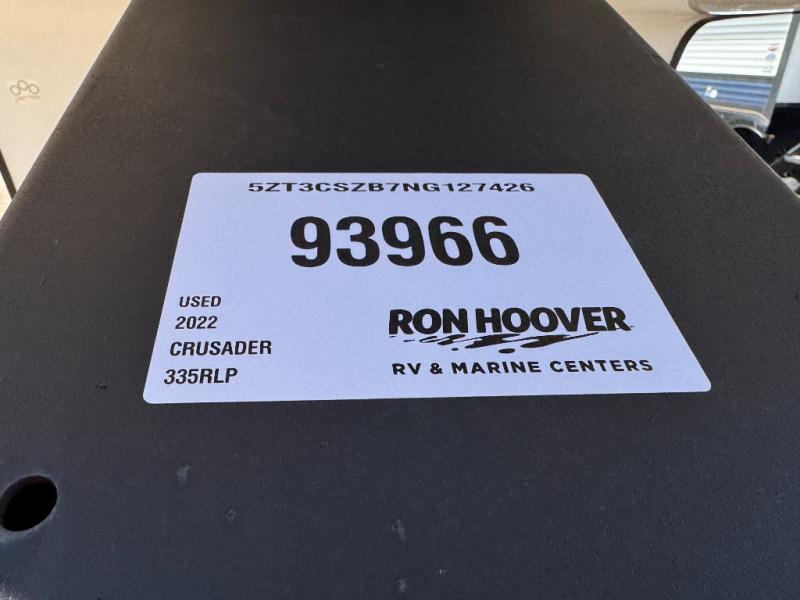 5ZT3CSZB7NG127426
93966
USED
2022
CRUSADER
335RLP
RON HOOVER
RV & MARINE CENTERS